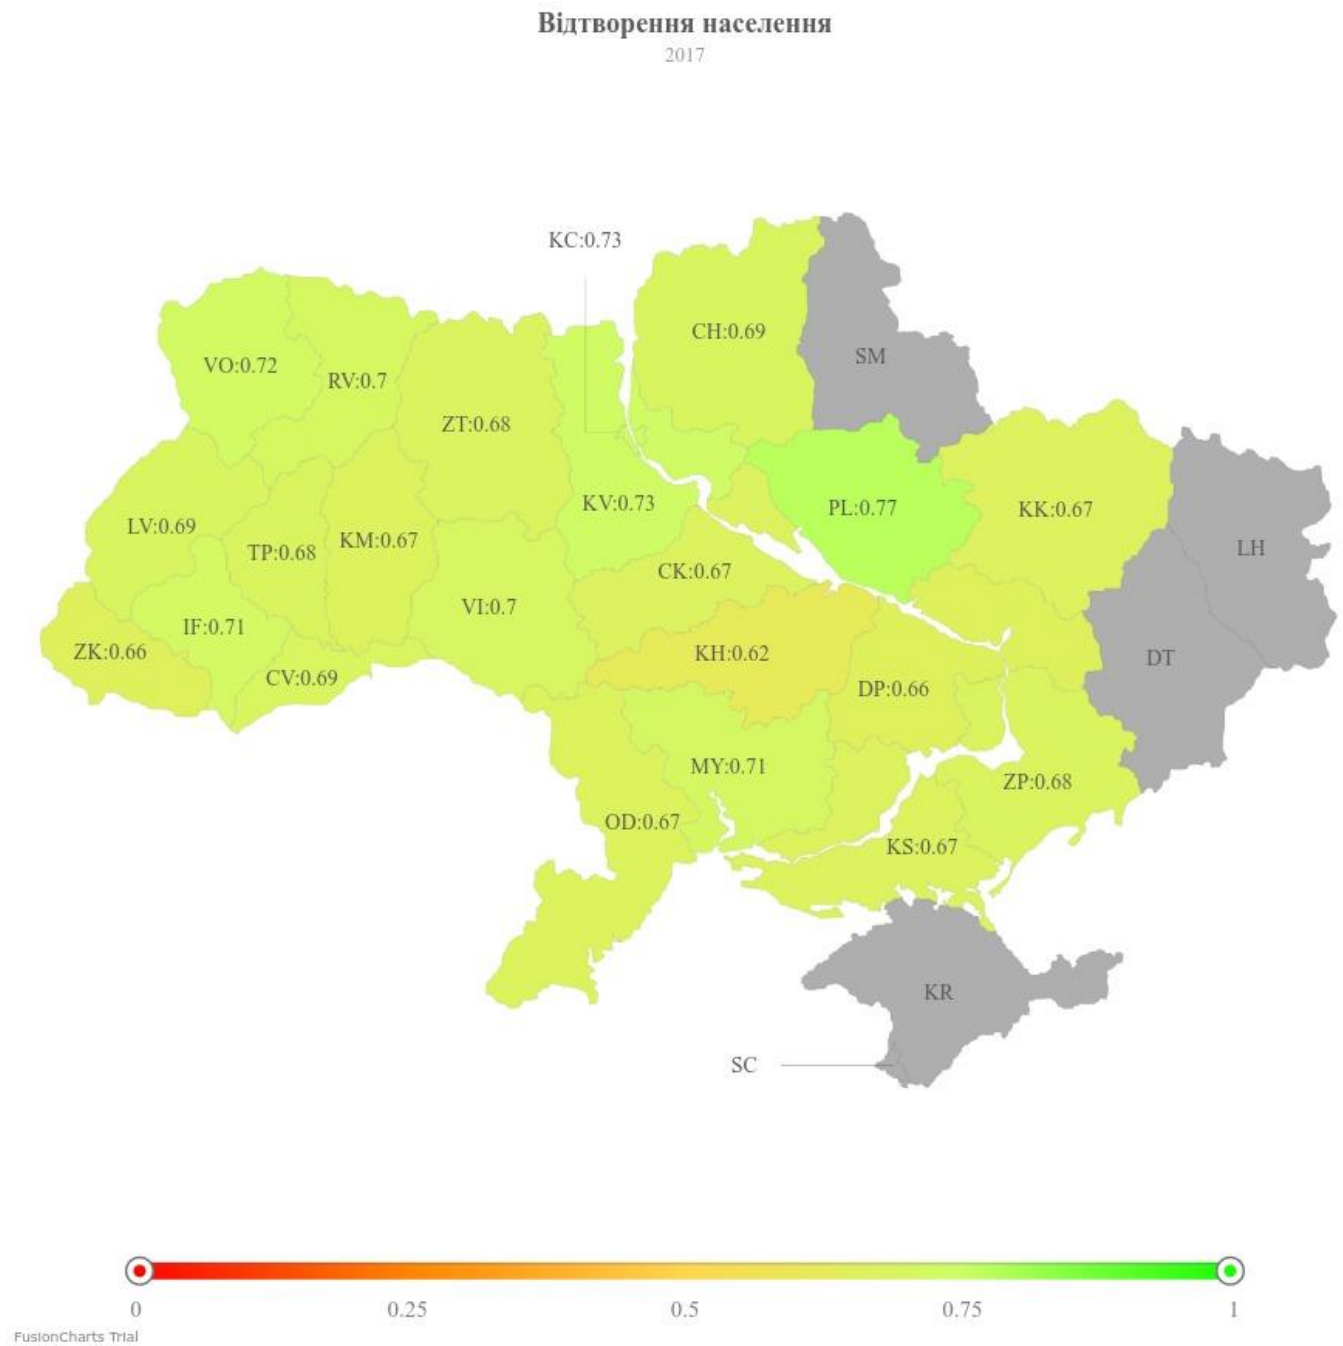 Відтворення населення
2017
KC:0.73
CH:0.69
SM
VO:0.72
RV:0.7
ZT:0.68
KV:0.73
PL:0.77
KK:0.67
LV:0.69
TP:0.68
KM:0.67
LH
CK:0.67
VI:0.7
IF:0.71
ZK:0.66
KH:0.62
DT
CV:0.69
DP:0.66
MY:0.71
ZP:0.68
OD:0.67
KS:0.67
KR
SC
0 0.25 0.5 0.75 1
FusionCharts Trial